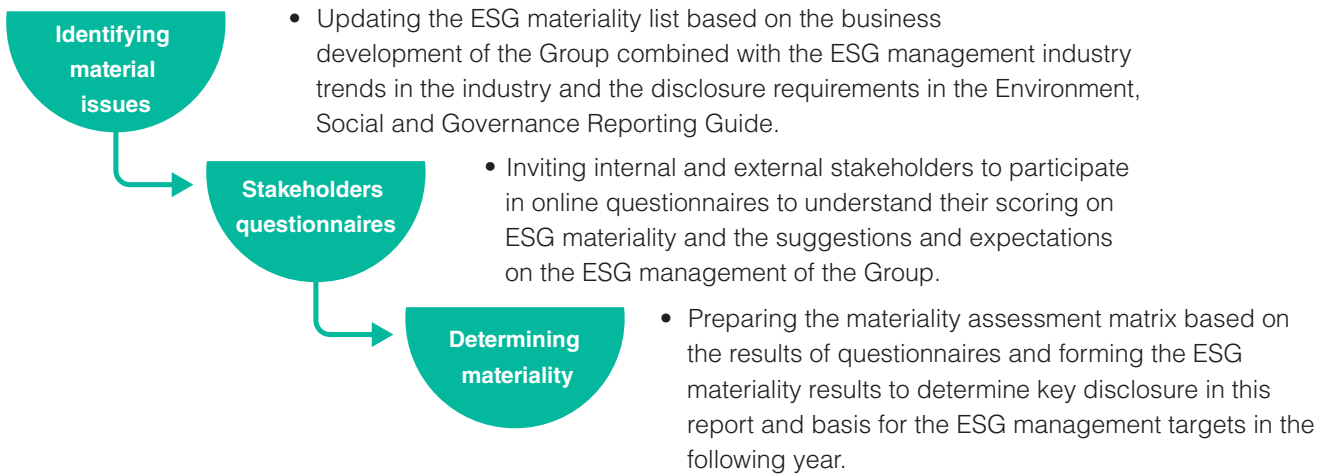 Identifying
material
issues
• Updating the ESG materiality list based on the business
development of the Group combined with the ESG management industry
trends in the industry and the disclosure requirements in the Environment,
Social and Governance Reporting Guide.
Stakeholders
questionnaires
• Inviting internal and external stakeholders to participate
in online questionnaires to understand their scoring on
ESG materiality and the suggestions and expectations
on the ESG management of the Group.
Determining
materiality
• Preparing the materiality assessment matrix based on
the results of questionnaires and forming the ESG
materiality results to determine key disclosure in this
report and basis for the ESG management targets in the
following year.